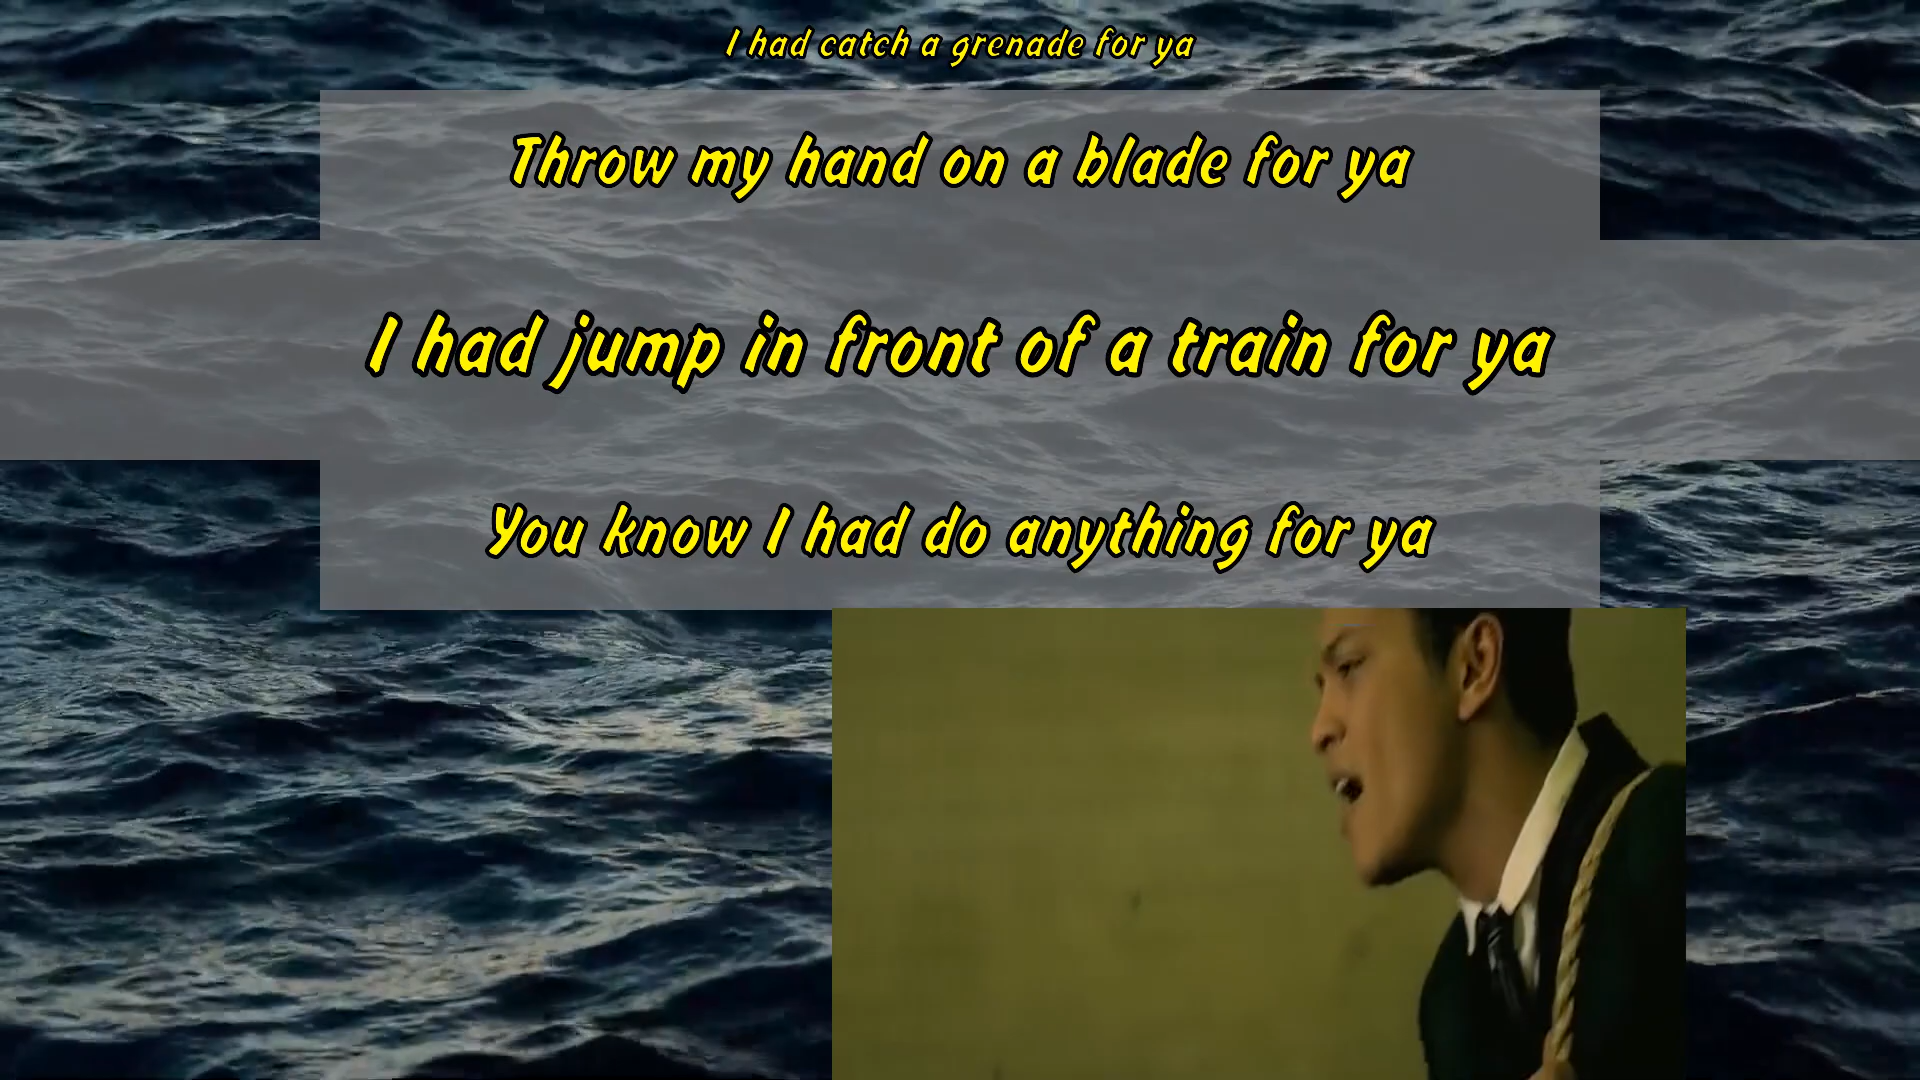 I had catch a grenade for ya
Throw my hand on a blade for ya
I had jump in front of a train for ya
You know I had do anything for ya